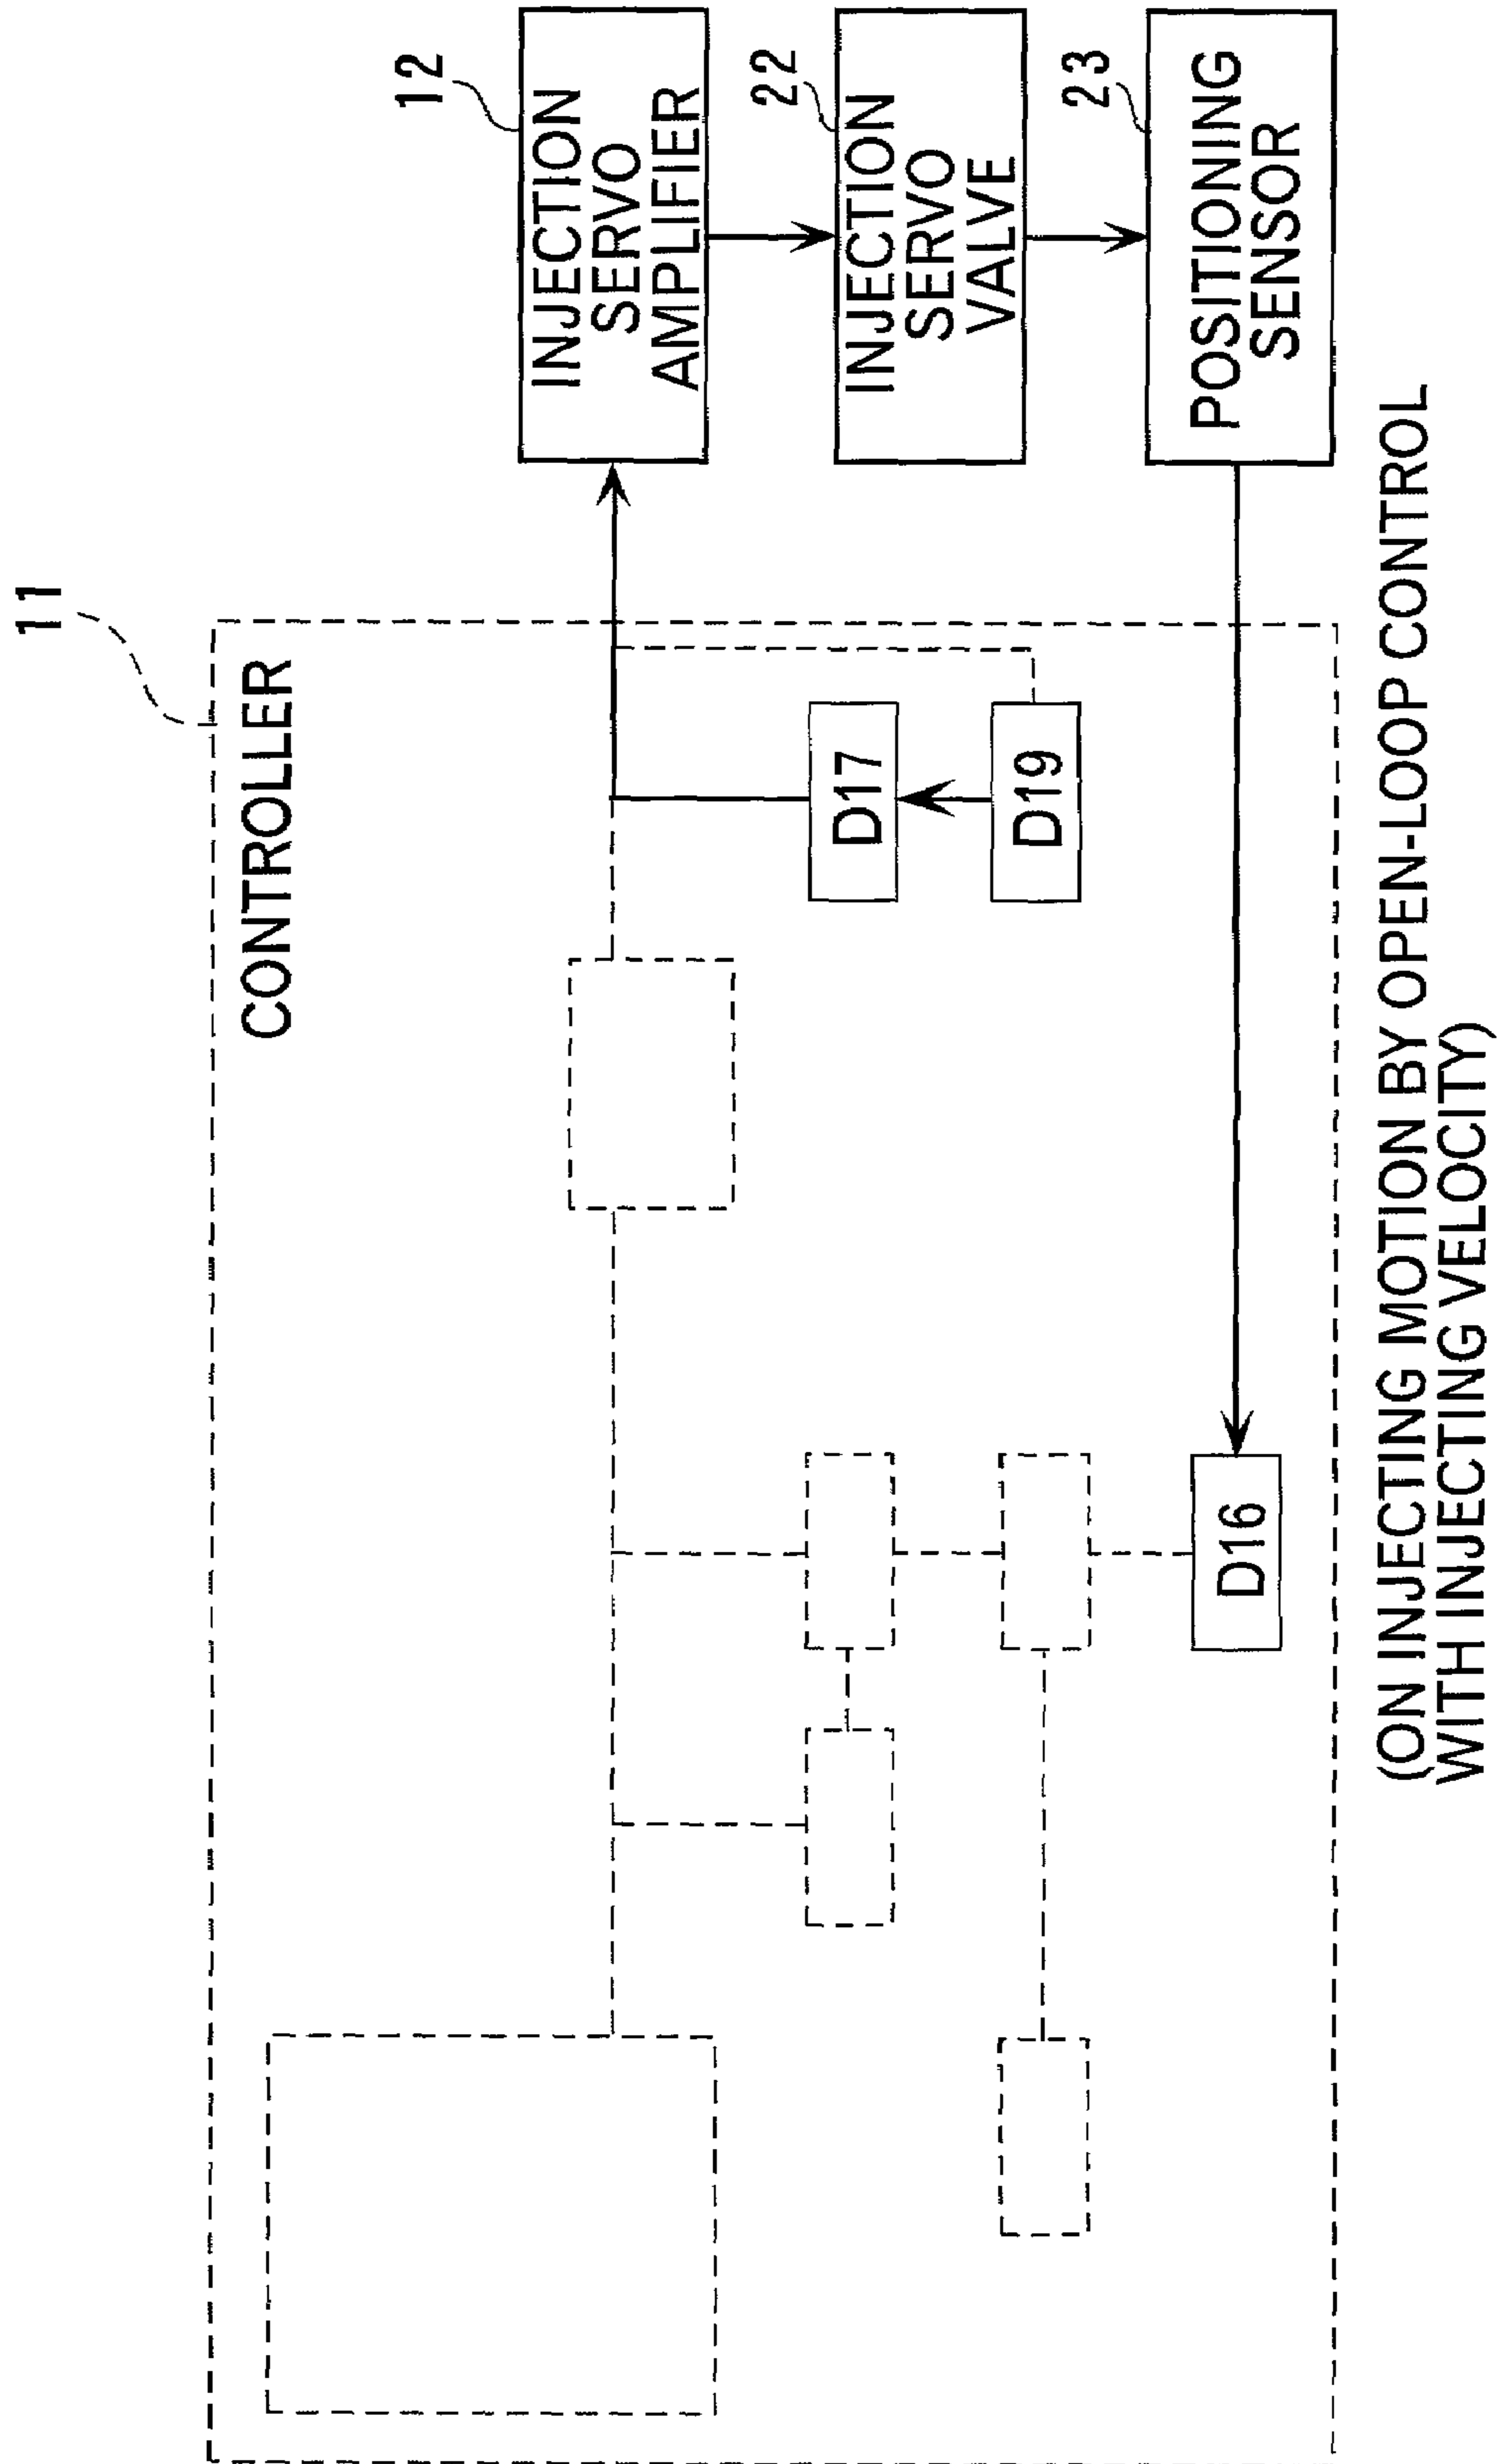 11
CONTROLLER
12
INJECTION
SERVO
AMPLIFIER
22
INJECTION
SERVO
VALVE
23
POSITIONING
SENSOR
D17
D19
D16
(ON INJECTING MOTION BY OPEN-LOOP CONTROL
WITH INJECTING VELOCITY)